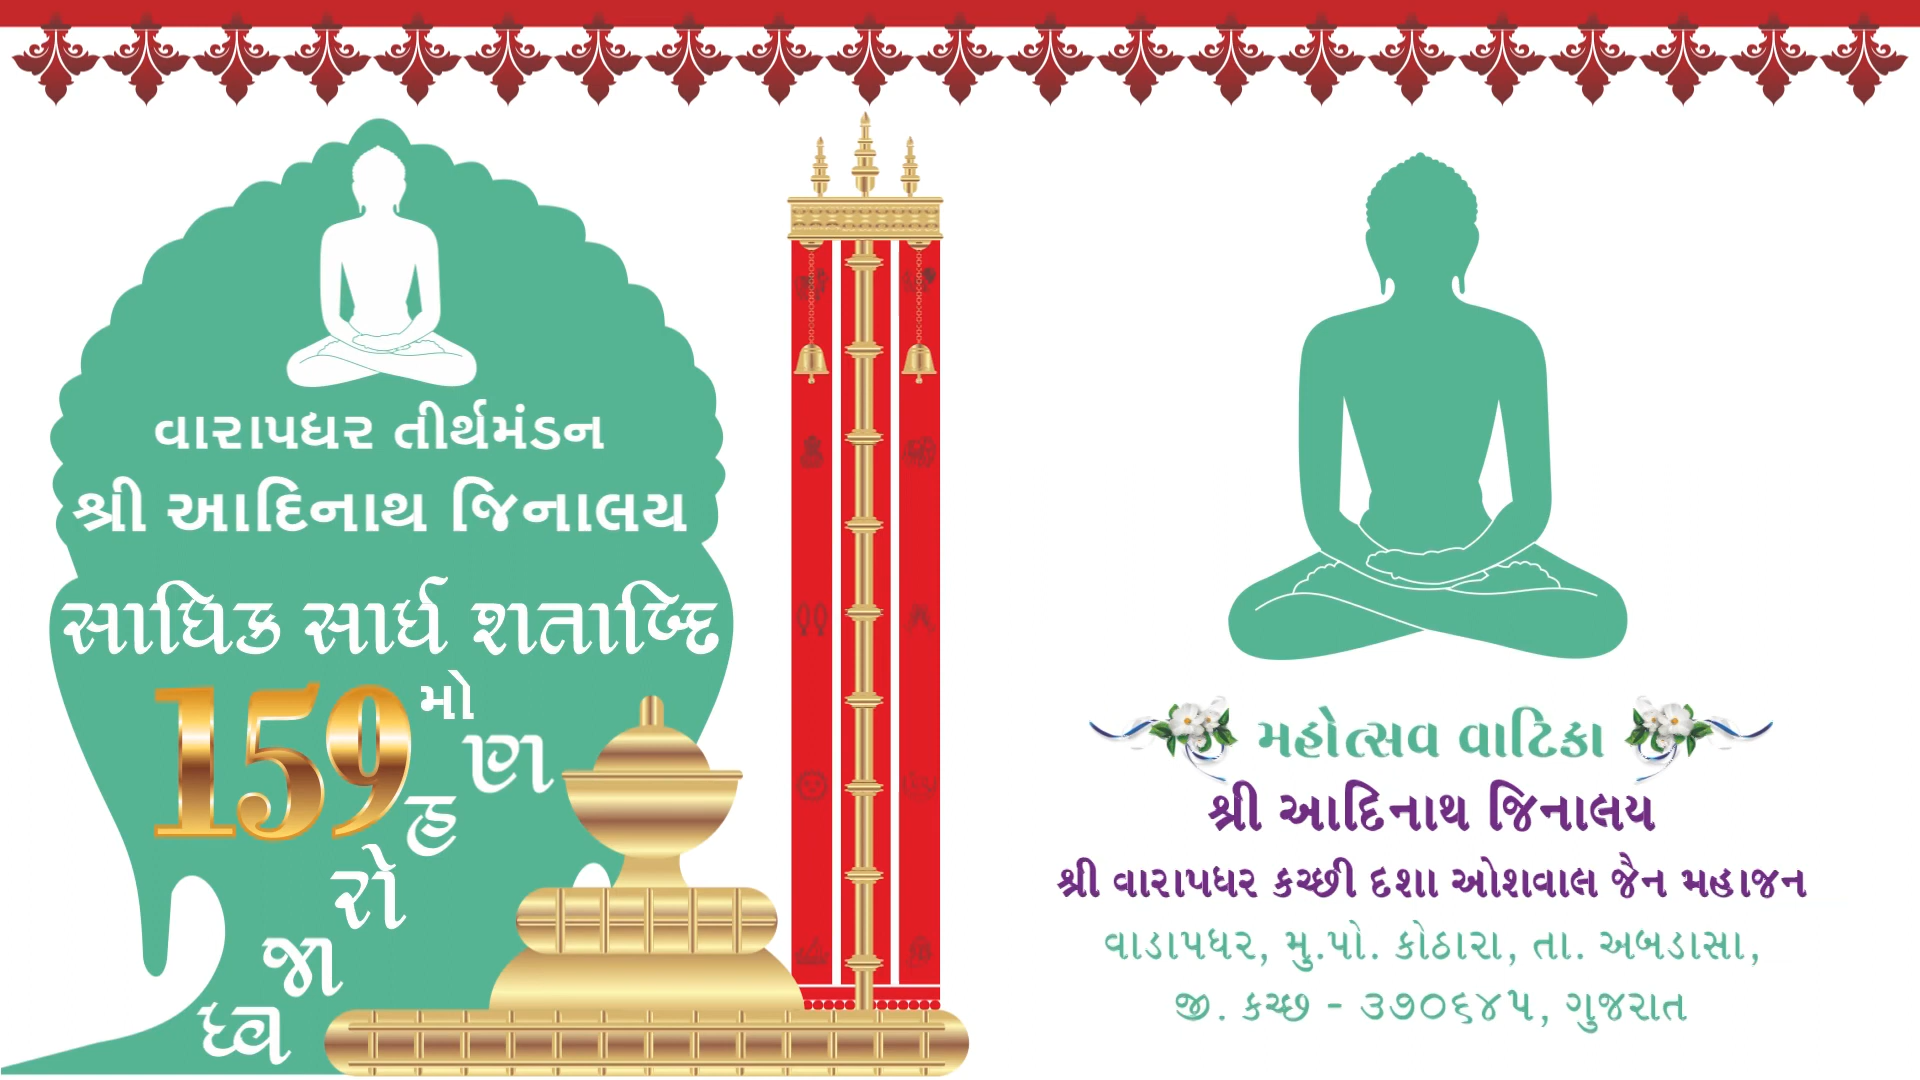 વારાપધર તીર્થમંડન
શ્રી આદિનાથ જિનાલય
સાધિક સાર્ધ શતાબ્દિ
159 મો
ધ્વજારોહણ
મહોત્સવ વાટિકા
શ્રી આદિનાથ જિનાલય
શ્રી વારાપધર કચ્છી દશા ઓશવાલ જૈન મહાજન
વાડાપધર, મુ.પો. કોઠારા, તા. અબડાસા,
જી. કચ્છ - ૩૭૦૬૪૫, ગુજરાત